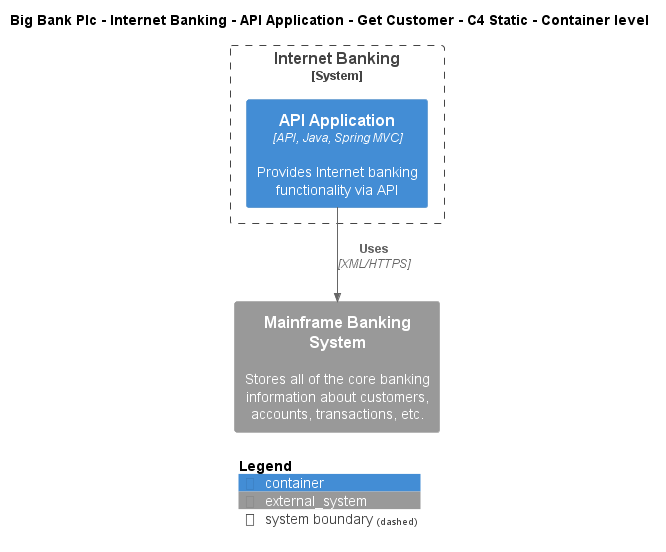 Big Bank Plc - Internet Banking - API Application - Get Customer - C4 Static - Container level
Internet Banking
[System]
API Application
[API, Java, Spring MVC]
Provides Internet banking
functionality via API
Uses
[XML/HTTPS]
Mainframe Banking
System
Stores all of the core banking
information about customers,
accounts, transactions, etc.
Legend
container
external_system
system boundary (dashed)